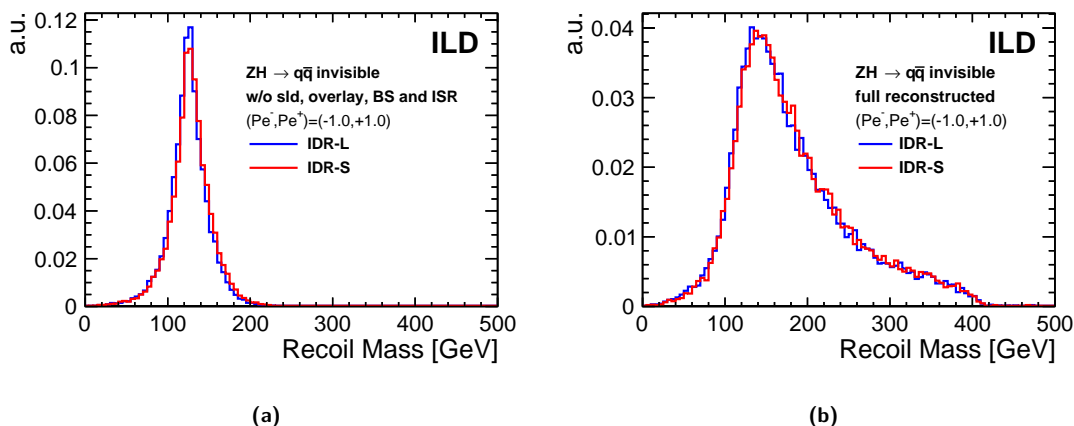 a.u.
0.12
0.1
0.08
0.06
0.04
0.02
0
0 100 200 300 400 500
Recoil Mass [GeV]
ILD
ZH → qq̄ invisible
w/o sld, overlay, BS and ISR
(Pe⁻,Pe⁺)=(-1.0,+1.0)
IDR-L
IDR-S
(a)
a.u.
0.04
0.03
0.02
0.01
0
0 100 200 300 400 500
Recoil Mass [GeV]
ILD
ZH → qq̄ invisible
full reconstructed
(Pe⁻,Pe⁺)=(-1.0,+1.0)
IDR-L
IDR-S
(b)